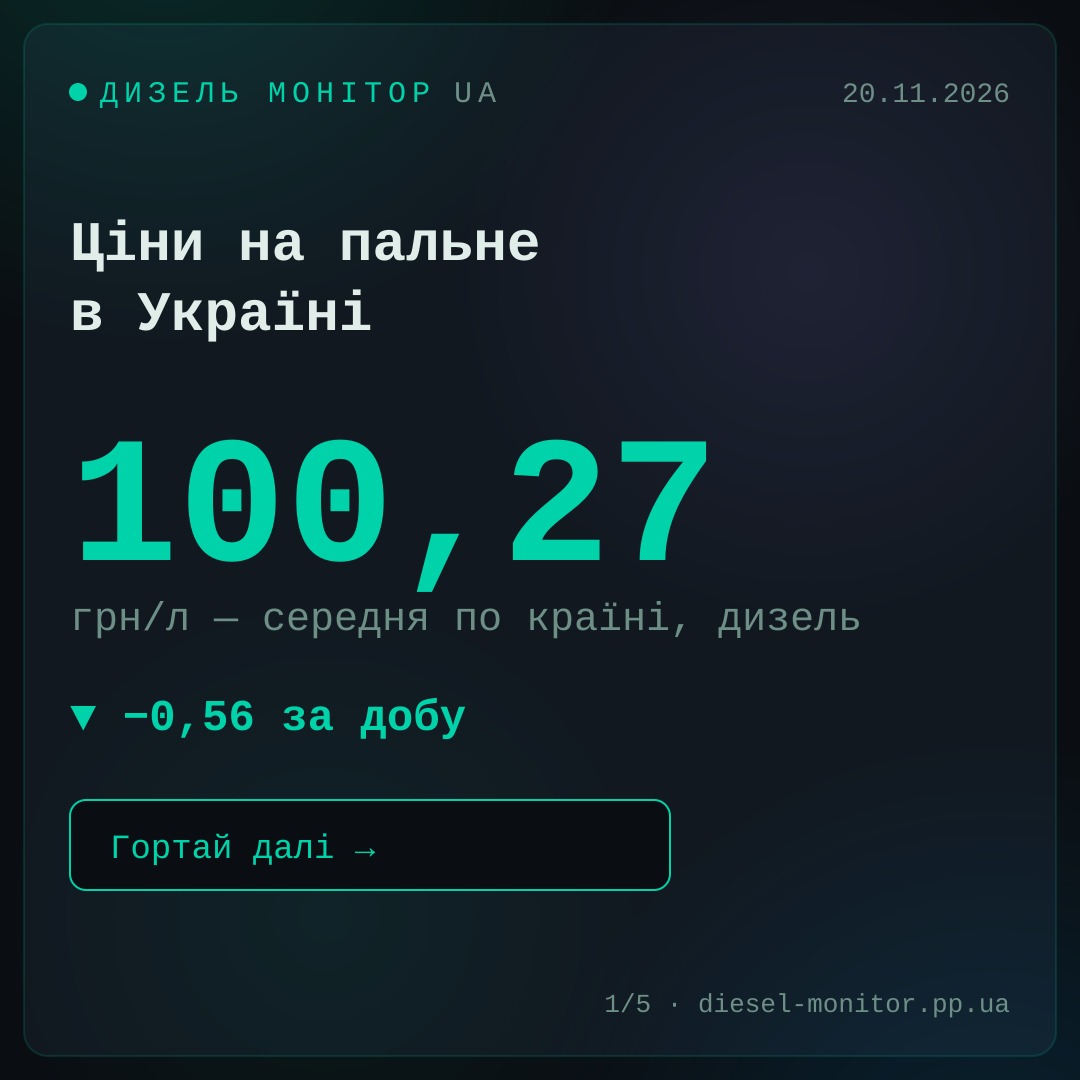 ДИЗЕЛЬ МОНІТОР UA
20.11.2026
Ціни на пальне
в Україні
100,27
грн/л — середня по країні, дизель
▼ −0,56 за добу
Гортай далі →
1/5 · diesel-monitor.pp.ua